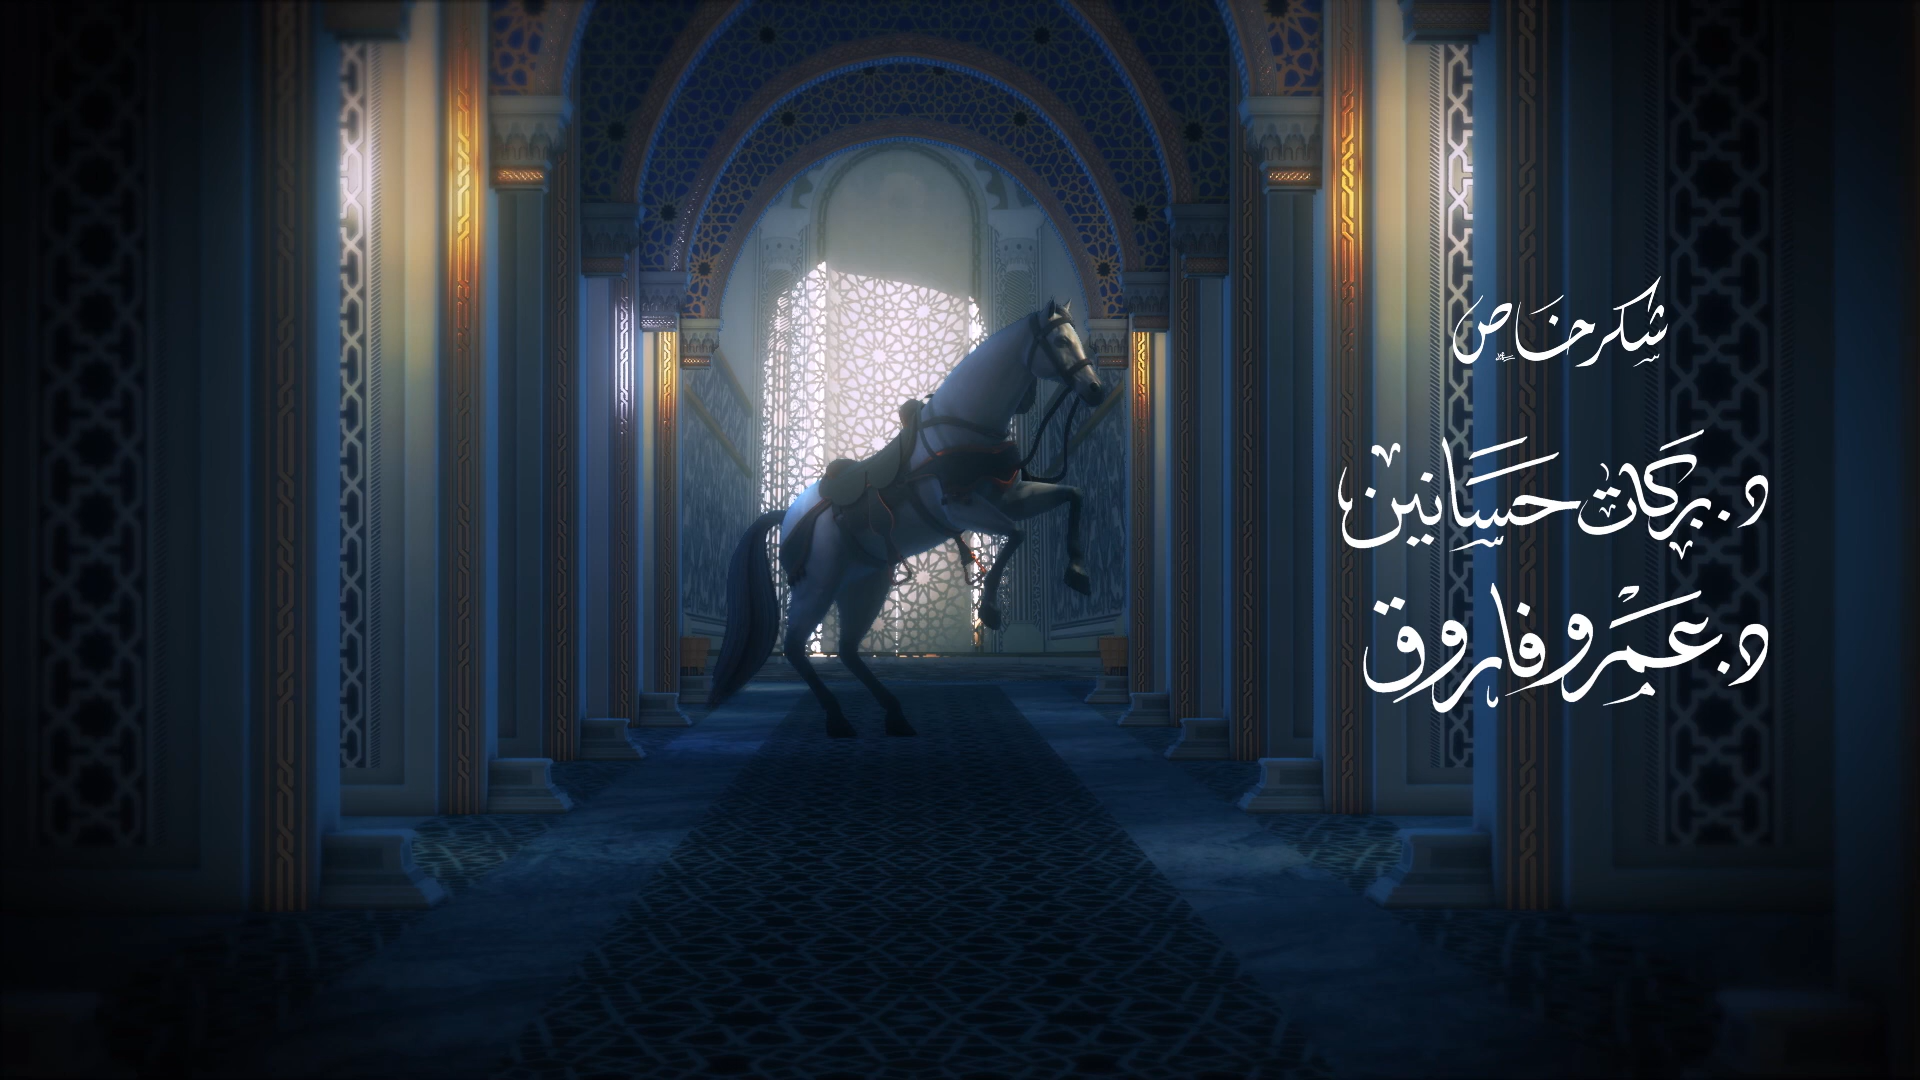 شكر خاص
د. بركات حسانين
د. عمرو فاروق